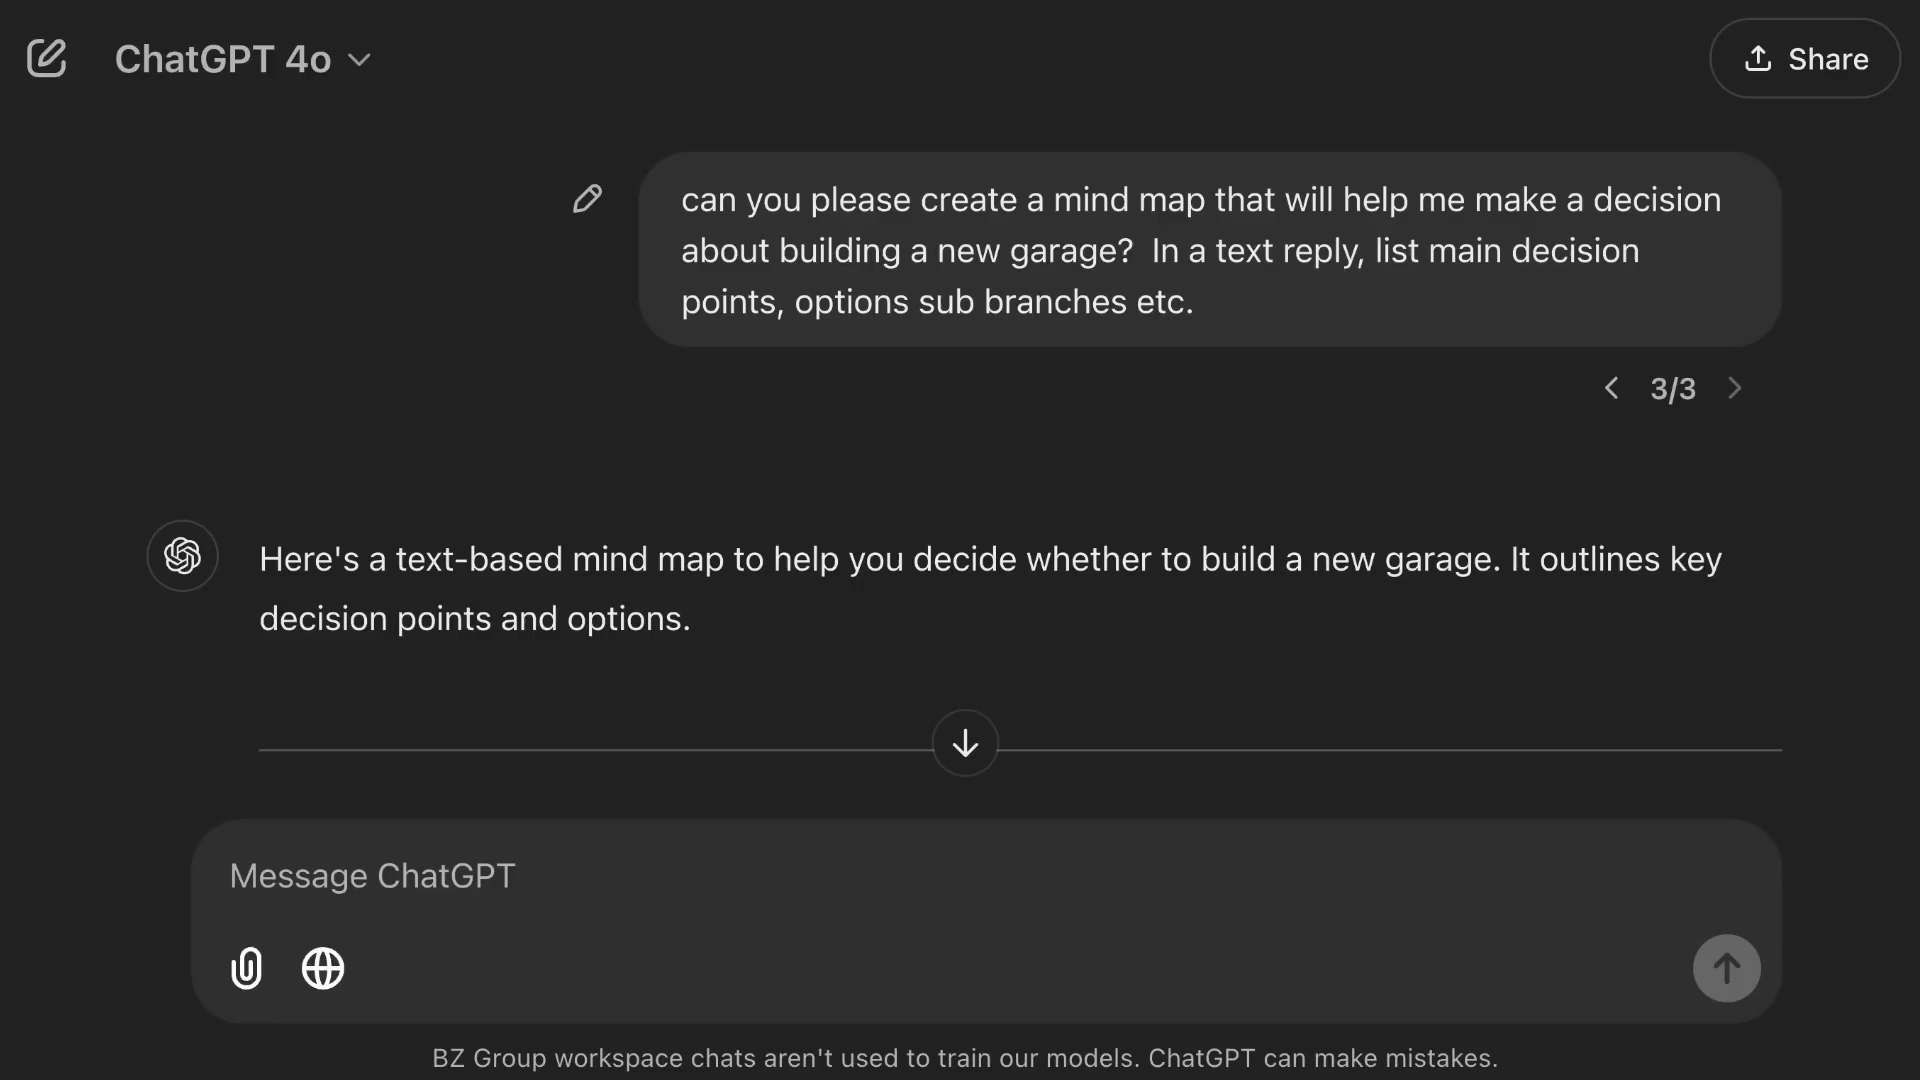 ChatGPT 4o
Share
can you please create a mind map that will help me make a decision
about building a new garage?  In a text reply, list main decision
points, options sub branches etc.
3/3
Here's a text-based mind map to help you decide whether to build a new garage. It outlines key
decision points and options.
Message ChatGPT
BZ Group workspace chats aren't used to train our models. ChatGPT can make mistakes.